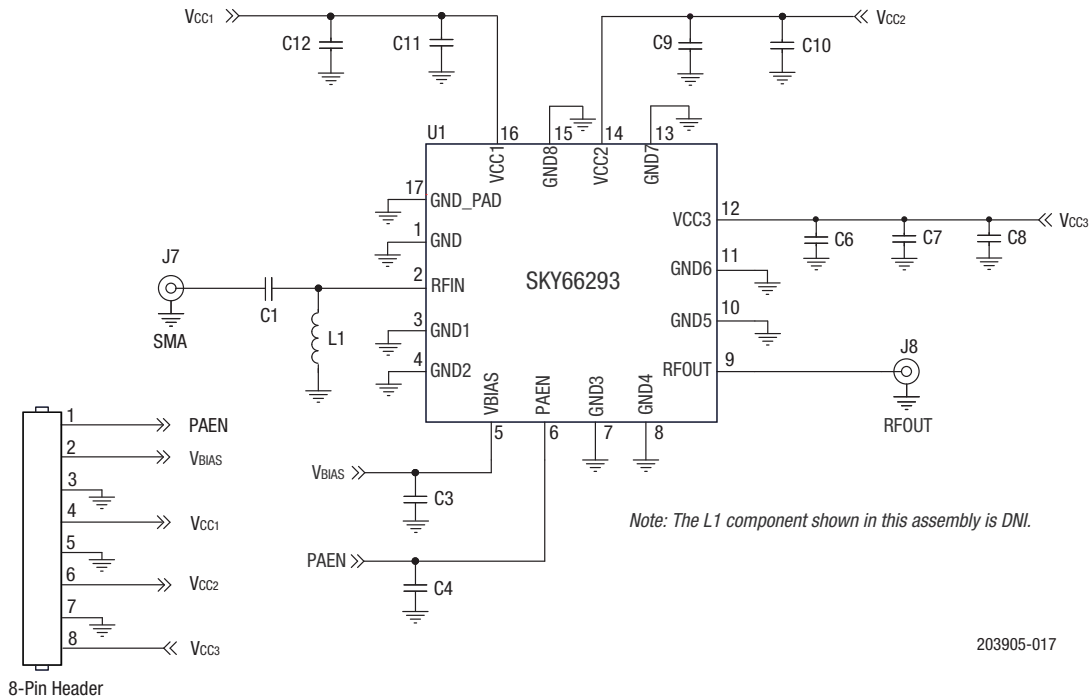 VCC1
VCC2
C12
C11
C9
C10
U1
16
15
14
13
VCC1
GND8
VCC2
GND7
17
GND_PAD
VCC3
12
VCC3
1
GND
C6
C7
C8
J7
2
RFIN
SKY66293
GND6
11
C1
SMA
L1
3
GND1
GND5
10
J8
4
GND2
RFOUT
9
RFOUT
VBIAS
PAEN
GND3
GND4
5
6
7
8
1
PAEN
2
VBIAS
VBIAS
3
C3
4
VCC1
Note: The L1 component shown in this assembly is DNI.
5
PAEN
6
VCC2
C4
7
8
VCC3
203905-017
8-Pin Header